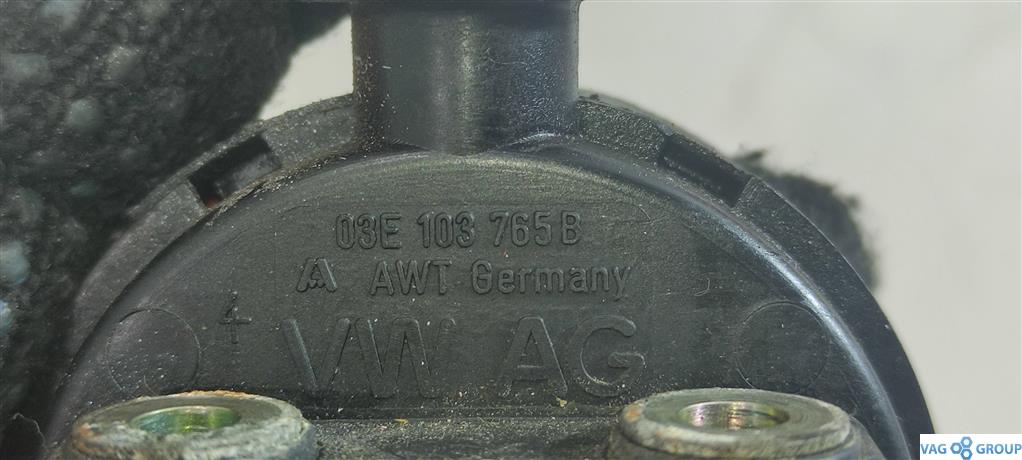 03E 103 765 B
AWT Germany
4
VW AG
VAG GROUP